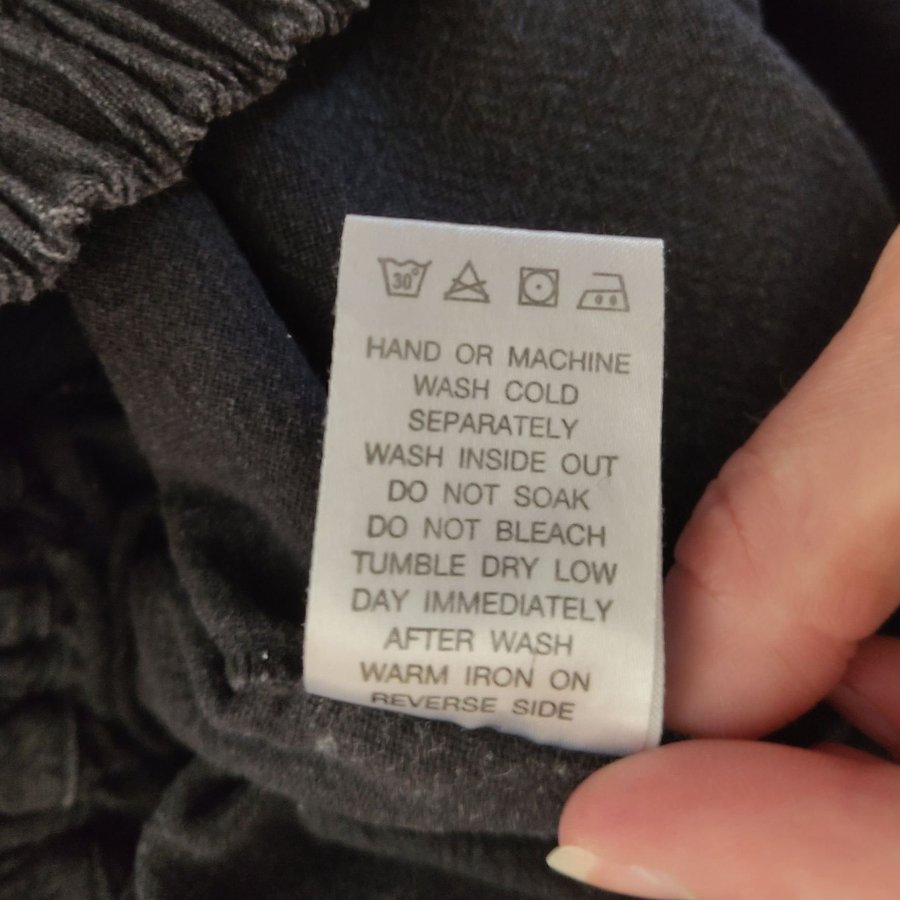 30°
HAND OR MACHINE
WASH COLD
SEPARATELY
WASH INSIDE OUT
DO NOT SOAK
DO NOT BLEACH
TUMBLE DRY LOW
DAY IMMEDIATELY
AFTER WASH
WARM IRON ON
REVERSE SIDE